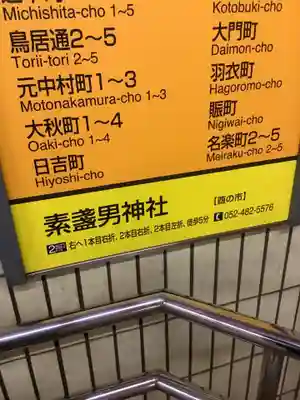 Michishita-cho 1~5
鳥居通2~5
Torii-tori 2~5
元中村町1~3
Motonakamura-cho 1~3
大秋町1~4
Oaki-cho 1~4
日吉町
Hiyoshi-cho
Kotobuki-cho
大門町
Daimon-cho
羽衣町
Hagoromo-cho
賑町
Nigiwai-cho
名楽町2~5
Meiraku-cho 2~5
素盞男神社
【酉の市】
2出口 右へ1本目右折、2本目右折、2本目左折、徒歩5分
052-482-5576